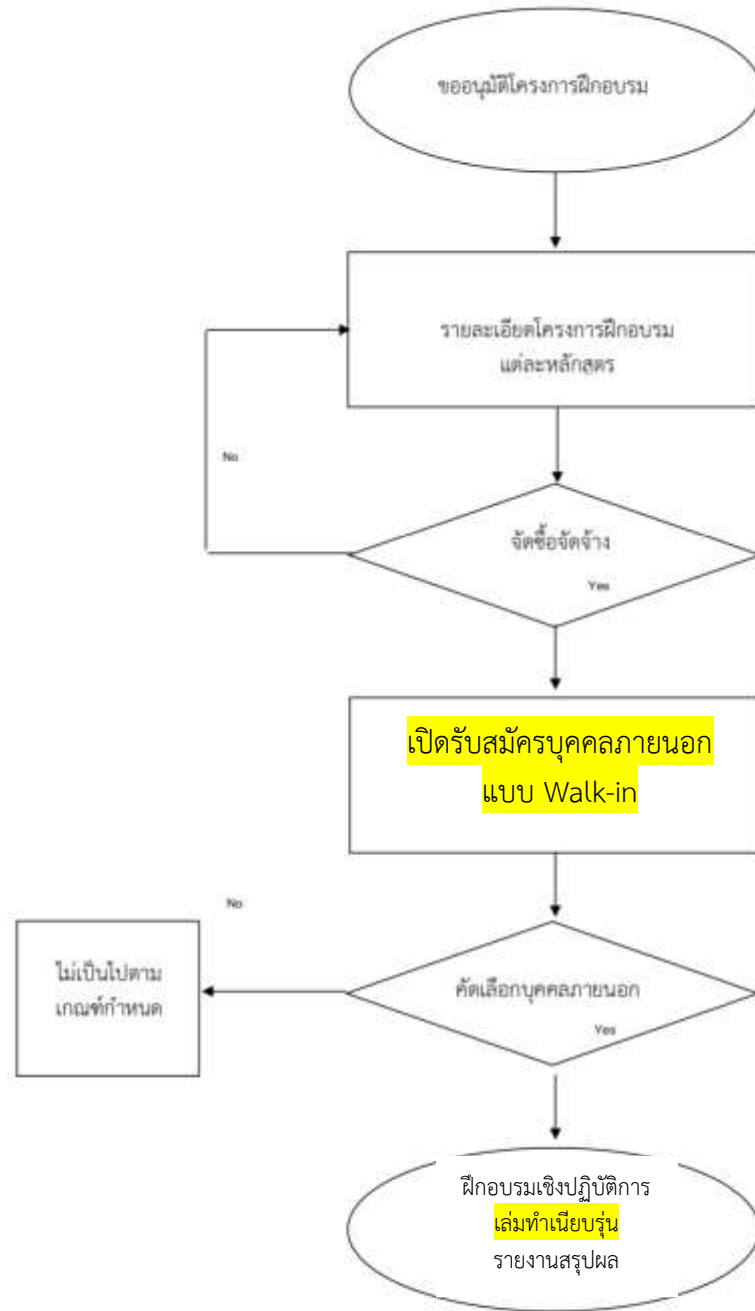 ขออนุมัติโครงการฝึกอบรม
รายละเอียดโครงการฝึกอบรม
แต่ละหลักสูตร
No
จัดซื้อจัดจ้าง
Yes
เปิดรับสมัครบุคคลภายนอก
แบบ Walk-in
No
ไม่เป็นไปตาม
เกณฑ์กำหนด
คัดเลือกบุคคลภายนอก
Yes
ฝึกอบรมเชิงปฏิบัติการ
เล่มทำเนียบรุ่น
รายงานสรุปผล